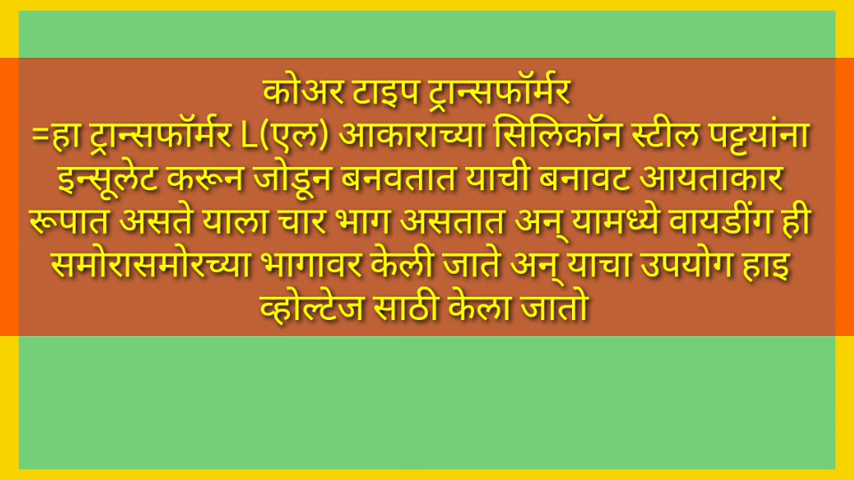 कोअर टाइप ट्रान्सफॉर्मर
=हा ट्रान्सफॉर्मर L(एल) आकाराच्या सिलिकॉन स्टील पट्टयांना
इन्सूलेट करून जोडून बनवतात याची बनावट आयताकार
रूपात असते याला चार भाग असतात अन् यामध्ये वायडींग ही
समोरासमोरच्या भागावर केली जाते अन् याचा उपयोग हाइ
व्होल्टेज साठी केला जातो